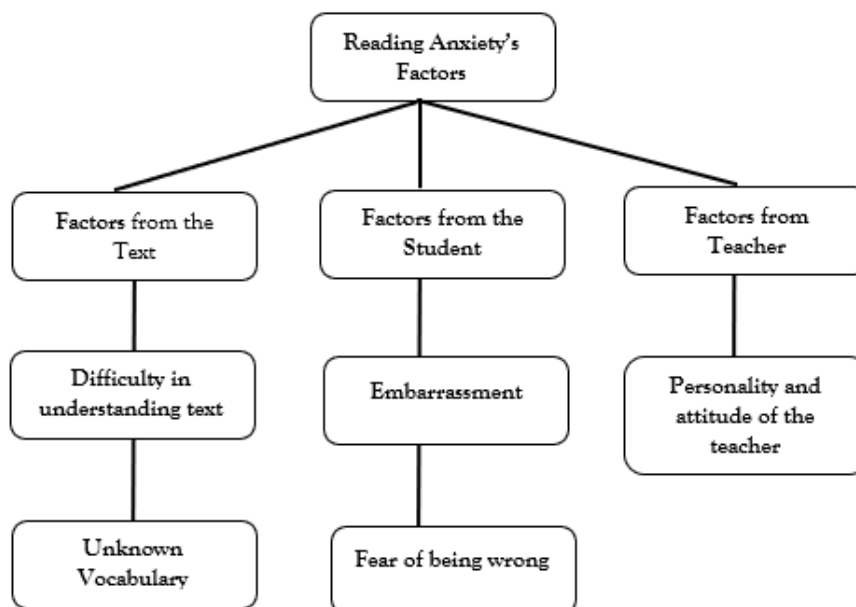 Reading Anxiety's
Factors
Factors from the
Text
Factors from the
Student
Factors from
Teacher
Difficulty in
understanding text
Embarrassment
Personality and
attitude of the
teacher
Unknown
Vocabulary
Fear of being wrong